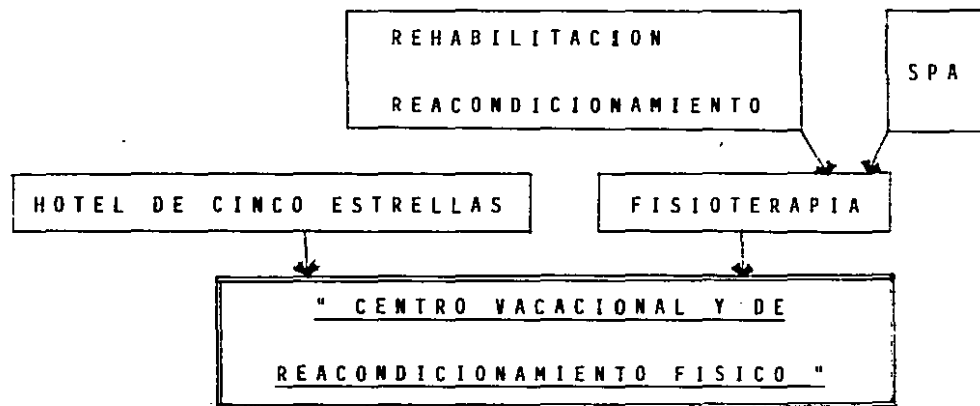 REHABILITACION
REACONDICIONAMIENTO
SPA
HOTEL DE CINCO ESTRELLAS
FISIOTERAPIA
" CENTRO VACACIONAL Y DE
REACONDICIONAMIENTO FISICO "